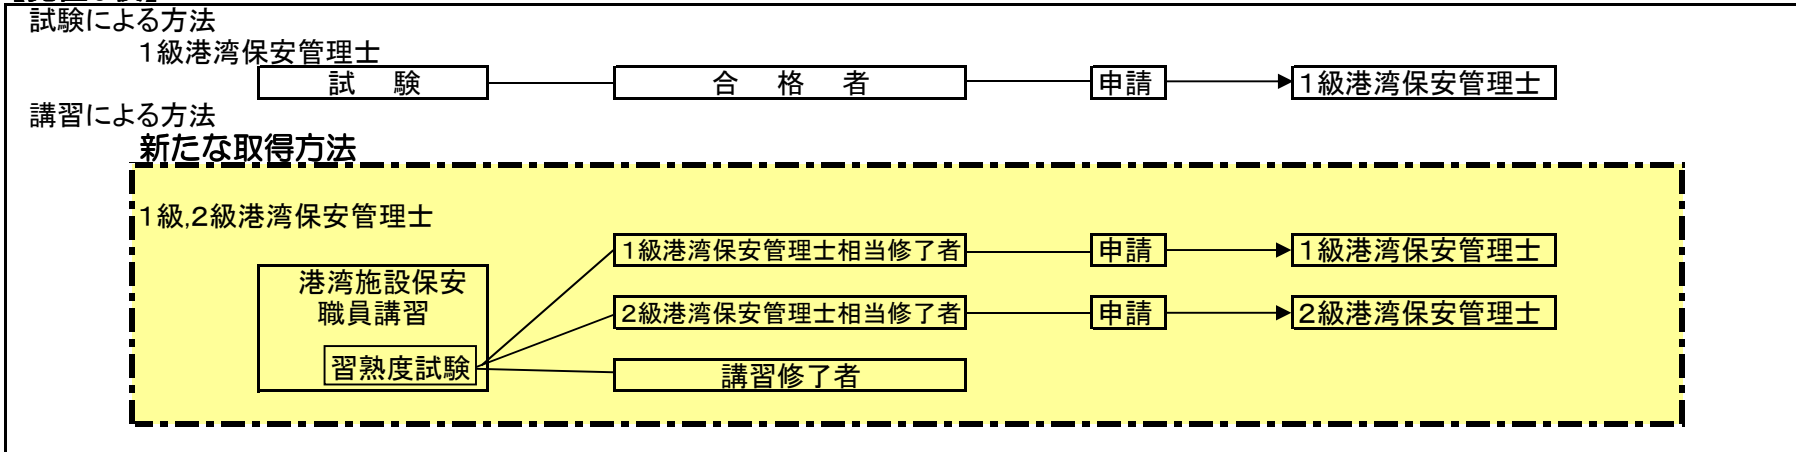 試験による方法
1級港湾保安管理士
試 験
合 格 者
申請
1級港湾保安管理士
講習による方法
新たな取得方法
1級,2級港湾保安管理士
1級港湾保安管理士相当修了者
申請
1級港湾保安管理士
港湾施設保安
職員講習
2級港湾保安管理士相当修了者
申請
2級港湾保安管理士
習熟度試験
講習修了者